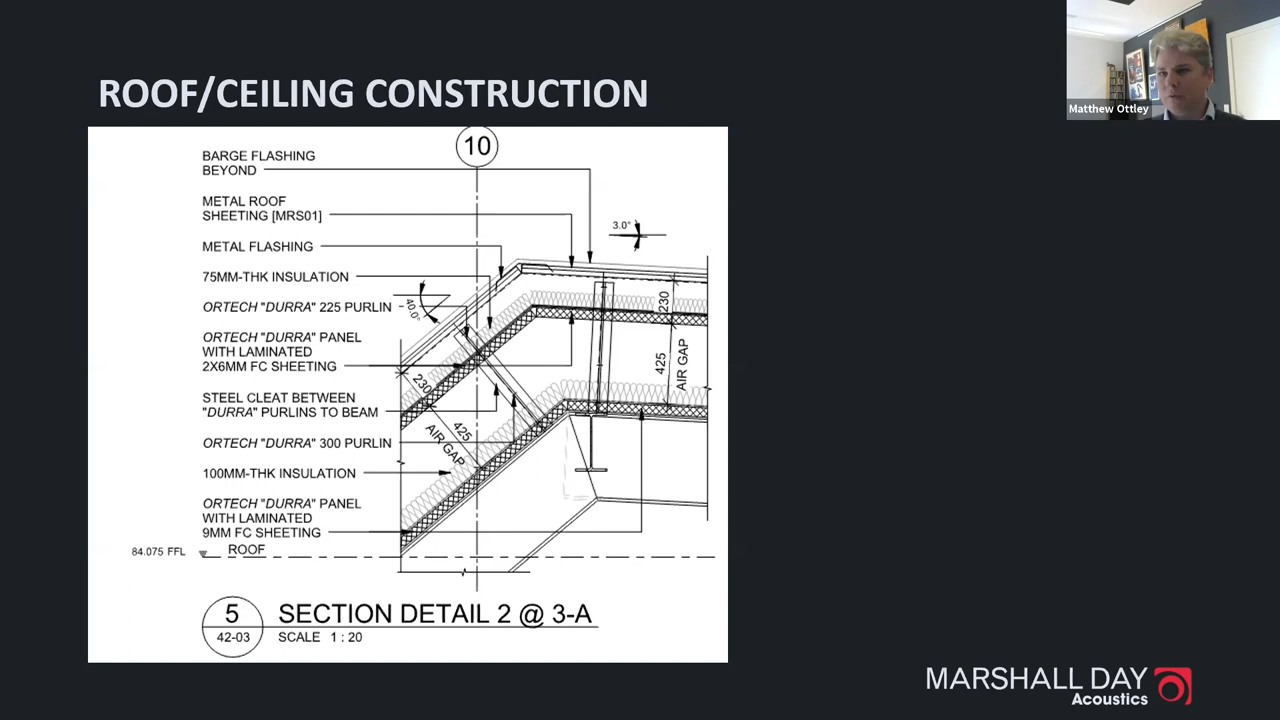 Matthew Ottley
ROOF/CEILING CONSTRUCTION
10
BARGE FLASHING
BEYOND
METAL ROOF
SHEETING [MRS01]
3.0°
METAL FLASHING
75MM-THK INSULATION
ORTECH "DURRA" 225 PURLIN
40.0°
230
ORTECH "DURRA" PANEL
WITH LAMINATED
2X6MM FC SHEETING
425
AIR GAP
230
STEEL CLEAT BETWEEN
"DURRA" PURLINS TO BEAM
425
AIR GAP
ORTECH "DURRA" 300 PURLIN
100MM-THK INSULATION
ORTECH "DURRA" PANEL
WITH LAMINATED
9MM FC SHEETING
84.075 FFL
ROOF
5
42-03
SECTION DETAIL 2 @ 3-A
SCALE 1 : 20
MARSHALL DAY
Acoustics